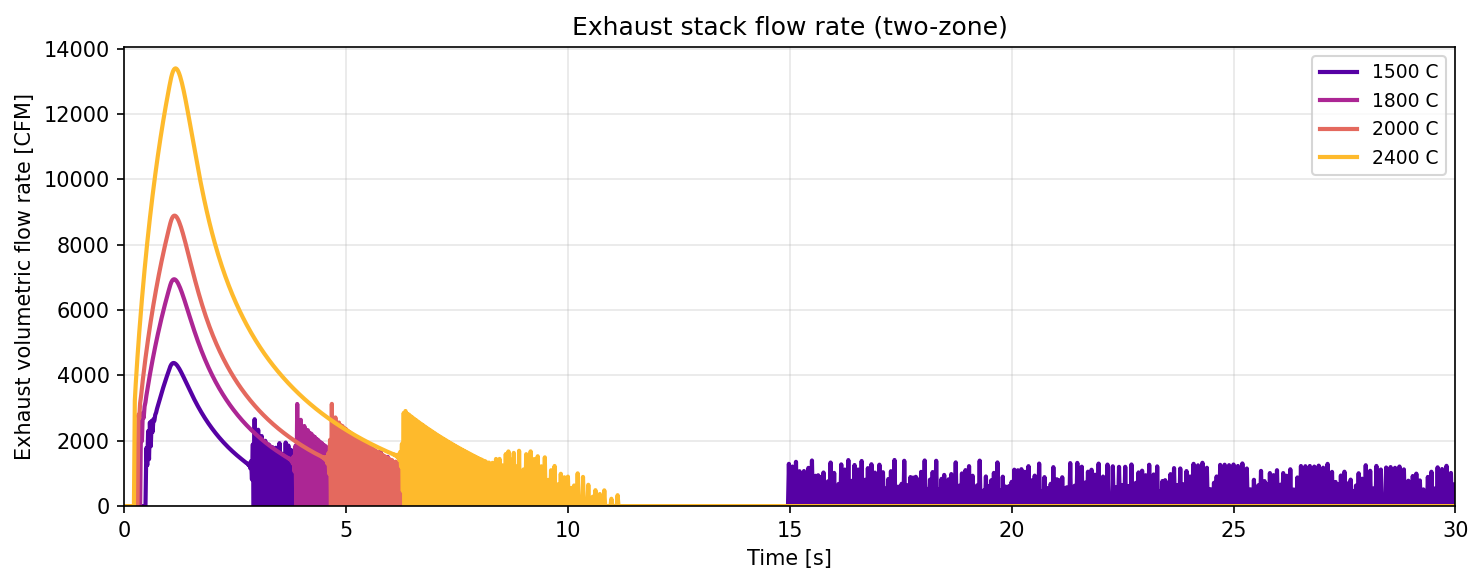 Exhaust stack flow rate (two-zone)
Exhaust volumetric flow rate [CFM]
14000
12000
10000
8000
6000
4000
2000
0
0 5 10 15 20 25 30
Time [s]
1500 C
1800 C
2000 C
2400 C